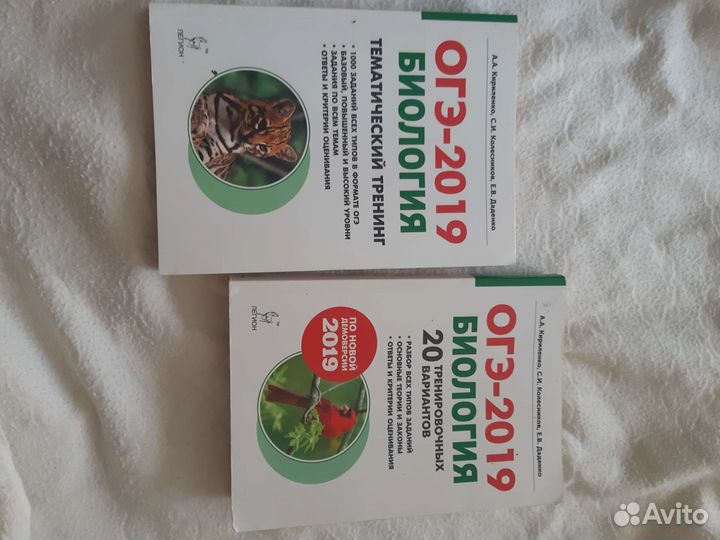 А.А. Кириленко, С.И. Колесников, Е.В. Даденко
ОГЭ-2019
БИОЛОГИЯ
ТЕМАТИЧЕСКИЙ ТРЕНИНГ
• 1000 ЗАДАНИЙ ВСЕХ ТИПОВ В ФОРМАТЕ ОГЭ
• БАЗОВЫЙ, ПОВЫШЕННЫЙ И ВЫСОКИЙ УРОВНИ
• ЗАДАНИЯ ПО ВСЕМ ТЕМАМ
• ОТВЕТЫ И КРИТЕРИИ ОЦЕНИВАНИЯ
ЛЕГИОН
А.А. Кириленко, С.И. Колесников, Е.В. Даденко
ОГЭ-2019
БИОЛОГИЯ
20 ТРЕНИРОВОЧНЫХ
ВАРИАНТОВ
• РАЗБОР ВСЕХ ТИПОВ ЗАДАНИЙ
• ОСНОВНЫЕ ТЕОРИИ И ЗАКОНЫ
• ОТВЕТЫ И КРИТЕРИИ ОЦЕНИВАНИЯ
ПО НОВОЙ
ДЕМОВЕРСИИ
2019
ЛЕГИОН
Avito